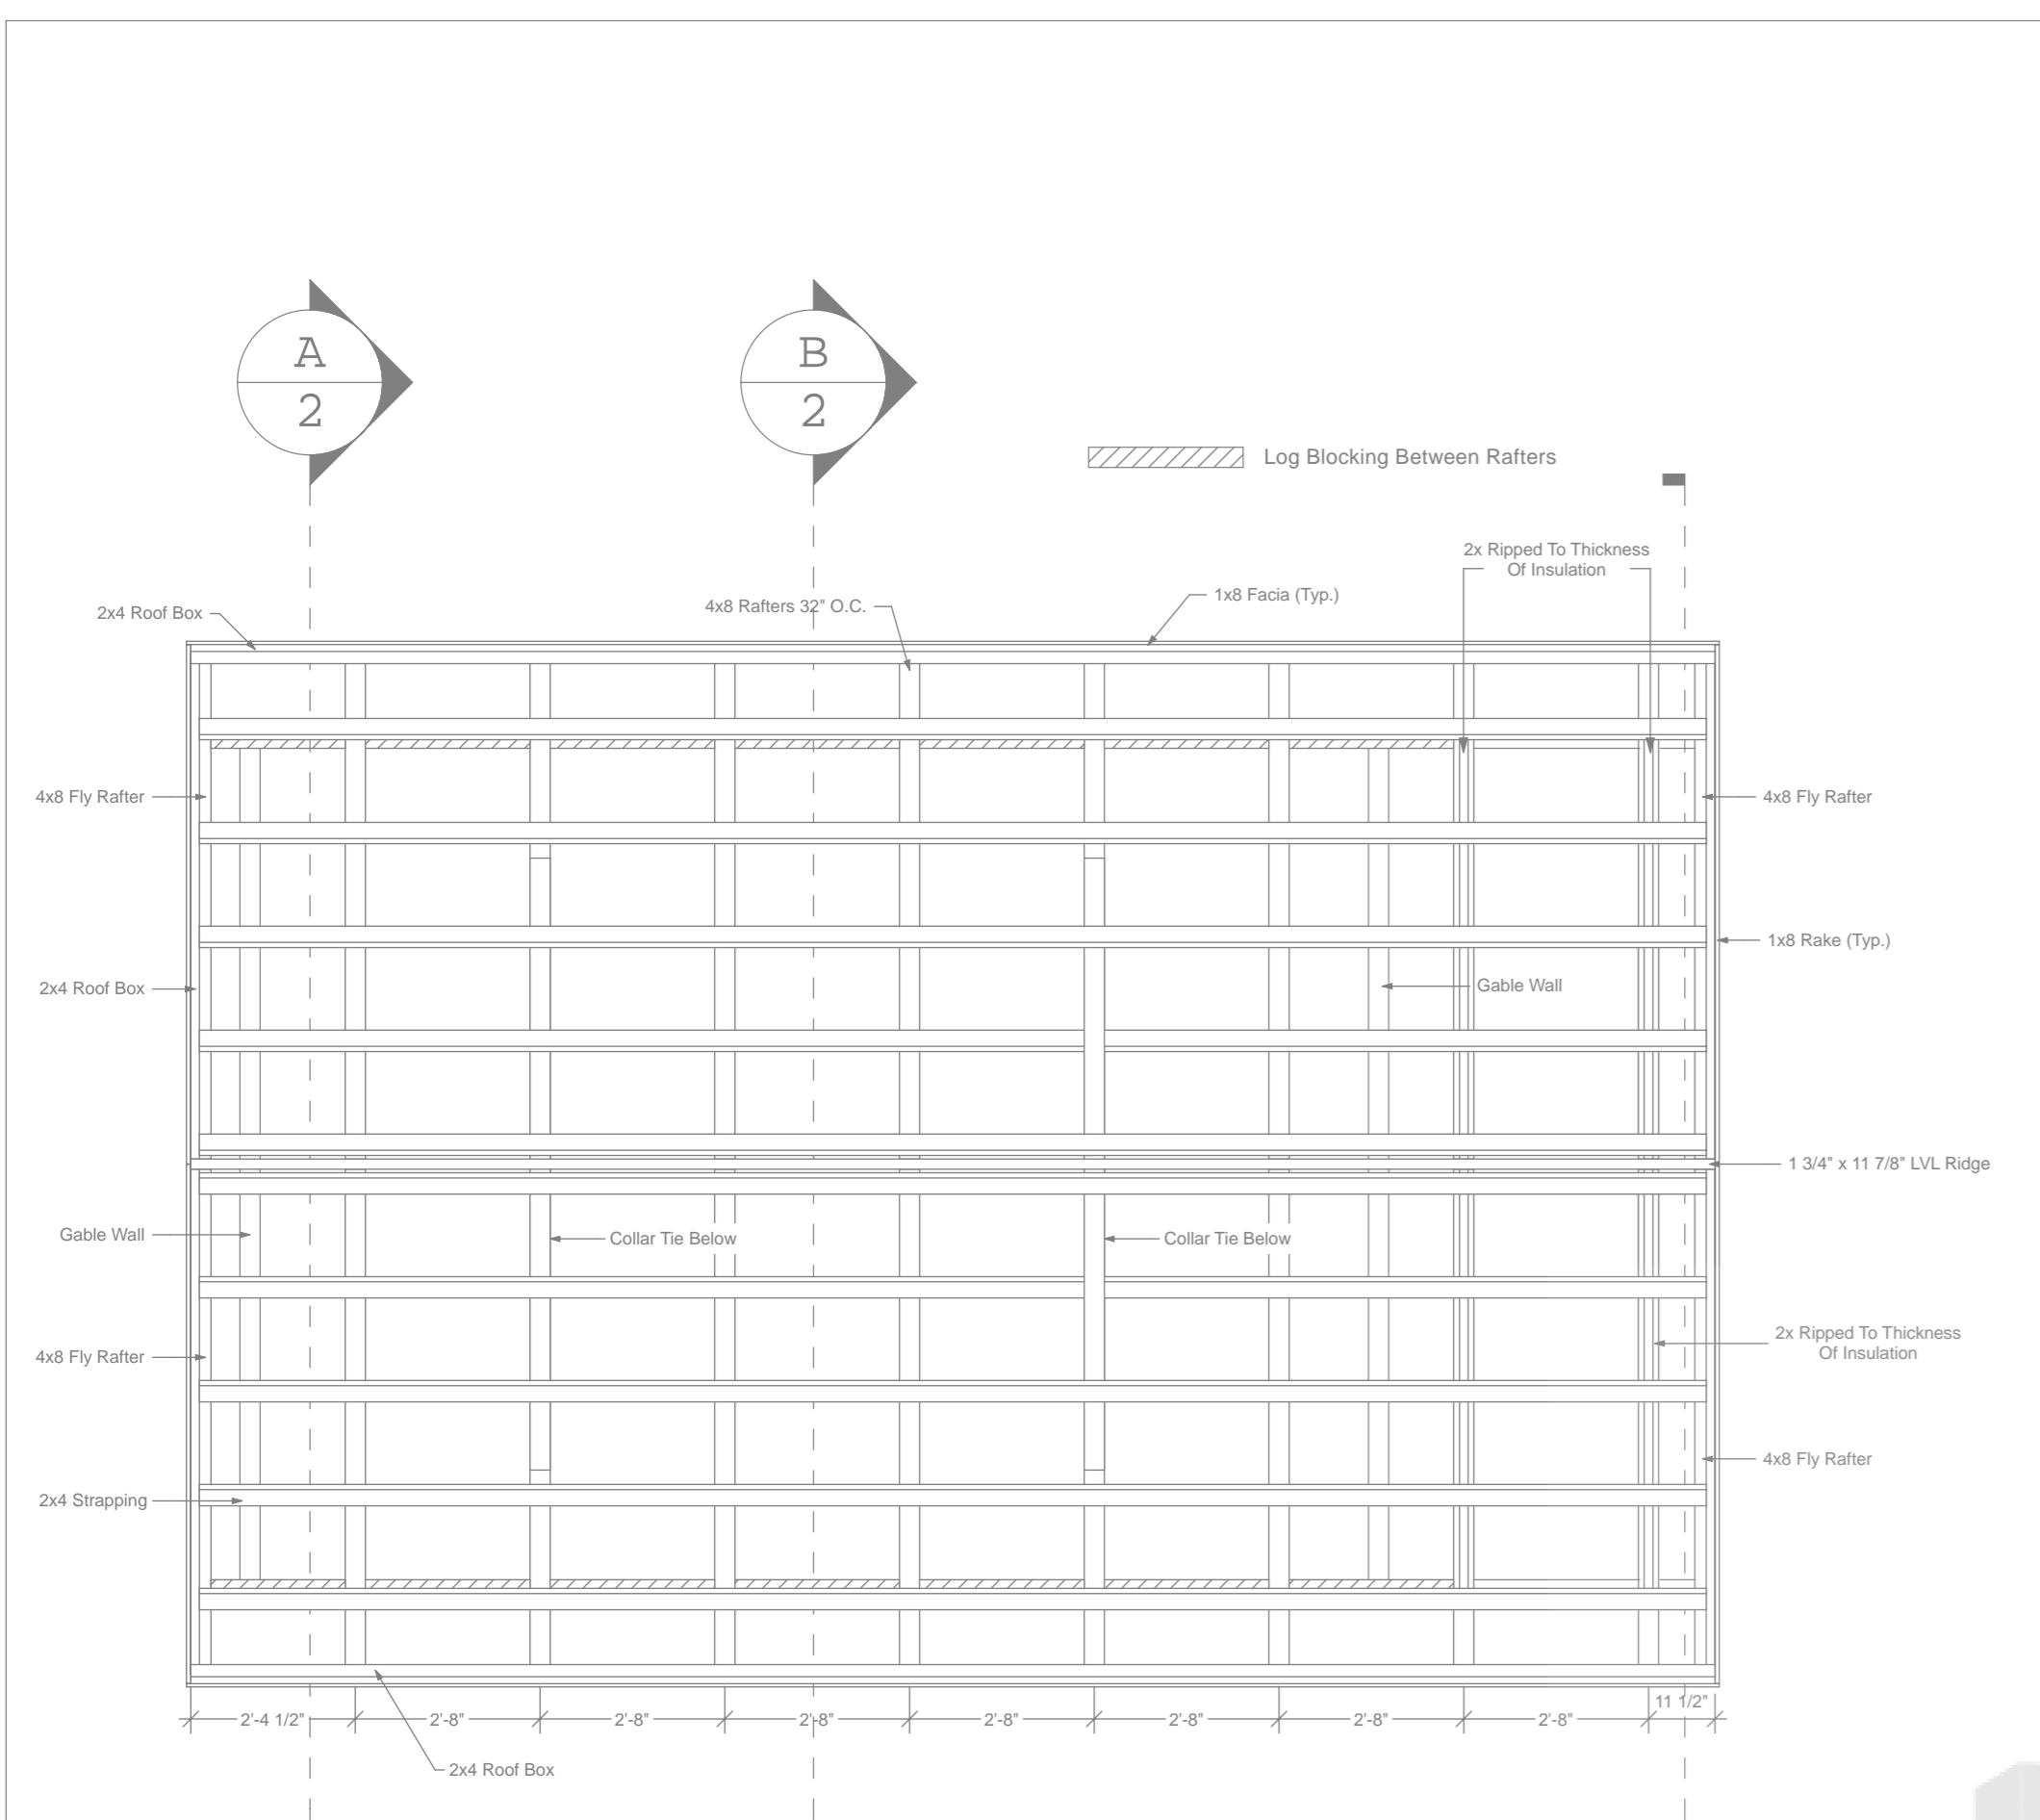 A
2
B
2
Log Blocking Between Rafters
2x Ripped To Thickness
Of Insulation
2x4 Roof Box
4x8 Rafters 32" O.C.
1x8 Facia (Typ.)
4x8 Fly Rafter
4x8 Fly Rafter
1x8 Rake (Typ.)
2x4 Roof Box
Gable Wall
1 3/4" x 11 7/8" LVL Ridge
Gable Wall
Collar Tie Below
Collar Tie Below
4x8 Fly Rafter
2x Ripped To Thickness
Of Insulation
4x8 Fly Rafter
2x4 Strapping
2'-4 1/2"
2'-8"
2'-8"
2'-8"
2'-8"
2'-8"
2'-8"
2'-8"
11 1/2"
2x4 Roof Box